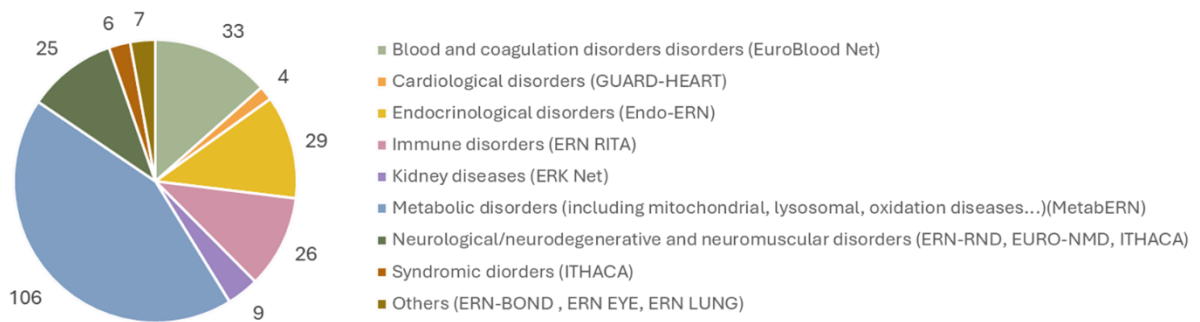 6
7
33
25
4
29
26
9
106
Blood and coagulation disorders disorders (EuroBlood Net)
Cardiological disorders (GUARD-HEART)
Endocrinological disorders (Endo-ERN)
Immune disorders (ERN RITA)
Kidney diseases (ERK Net)
Metabolic disorders (including mitochondrial, lysosomal, oxidation diseases...)(MetabERN)
Neurological/neurodegenerative and neuromuscular disorders (ERN-RND, EURO-NMD, ITHACA)
Syndromic diorders (ITHACA)
Others (ERN-BOND , ERN EYE, ERN LUNG)